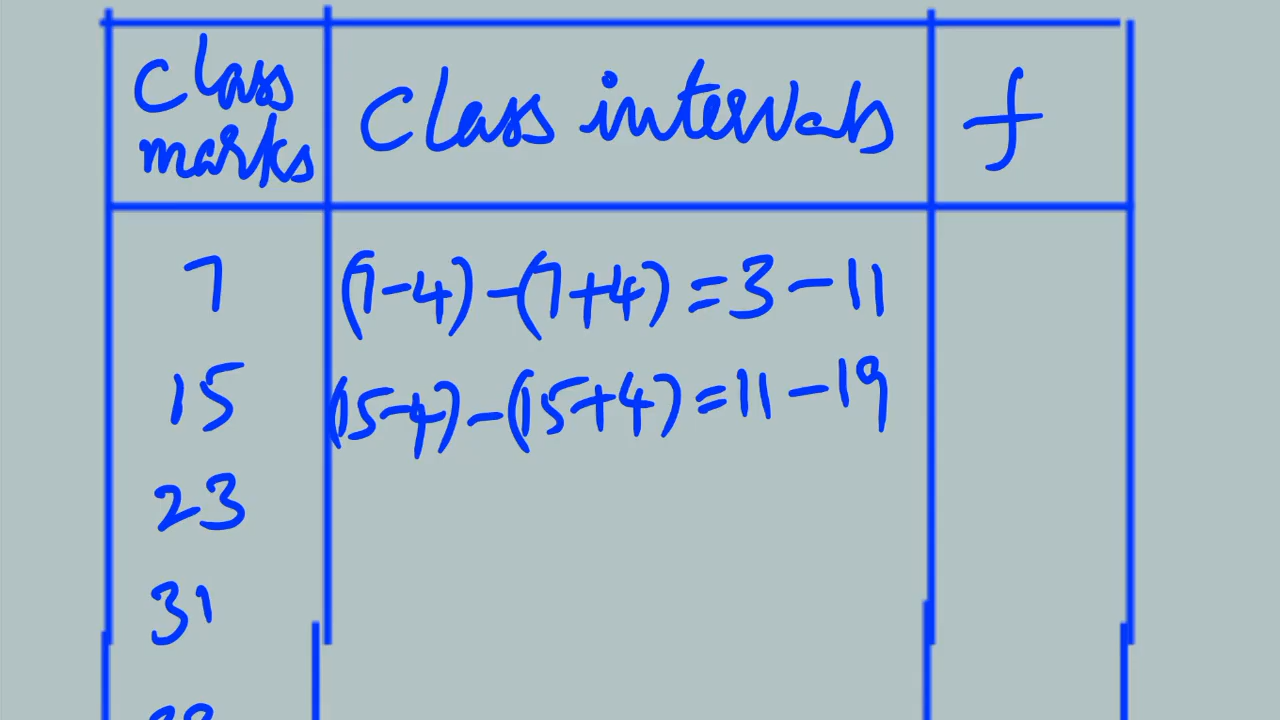 Class marks Class intervals f
7 (7-4)-(7+4)=3-11
15 (15-4)-(15+4)=11-19
23
31